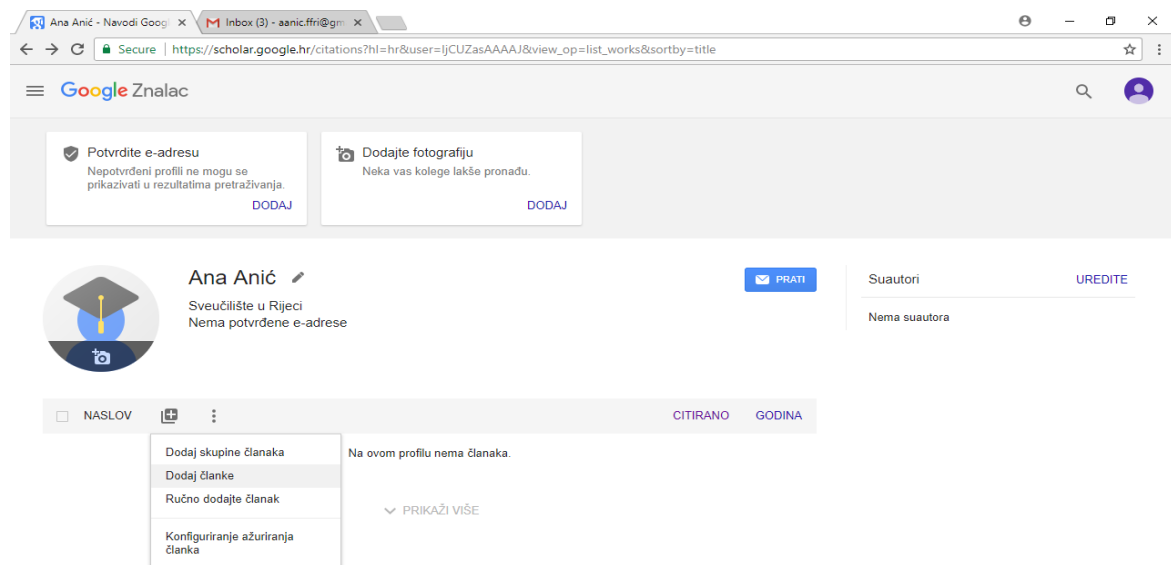 Ana Anić - Navodi Googl
Inbox (3) - aanic.ffri@gm
Secure | https://scholar.google.hr/citations?hl=hr&user=IjCUZasAAAAJ&view_op=list_works&sortby=title
Google Znalac
Potvrdite e-adresu
Nepotvrđeni profili ne mogu se
prikazivati u rezultatima pretraživanja.
DODAJ
Dodajte fotografiju
Neka vas kolege lakše pronađu.
DODAJ
Ana Anić
Sveučilište u Rijeci
Nema potvrđene e-adrese
PRATI
Suautori
UREDITE
Nema suautora
NASLOV
CITIRANO
GODINA
Dodaj skupine članaka
Dodaj članke
Ručno dodajte članak
Konfiguriranje ažuriranja
članka
Na ovom profilu nema članaka.
PRIKAŽI VIŠE